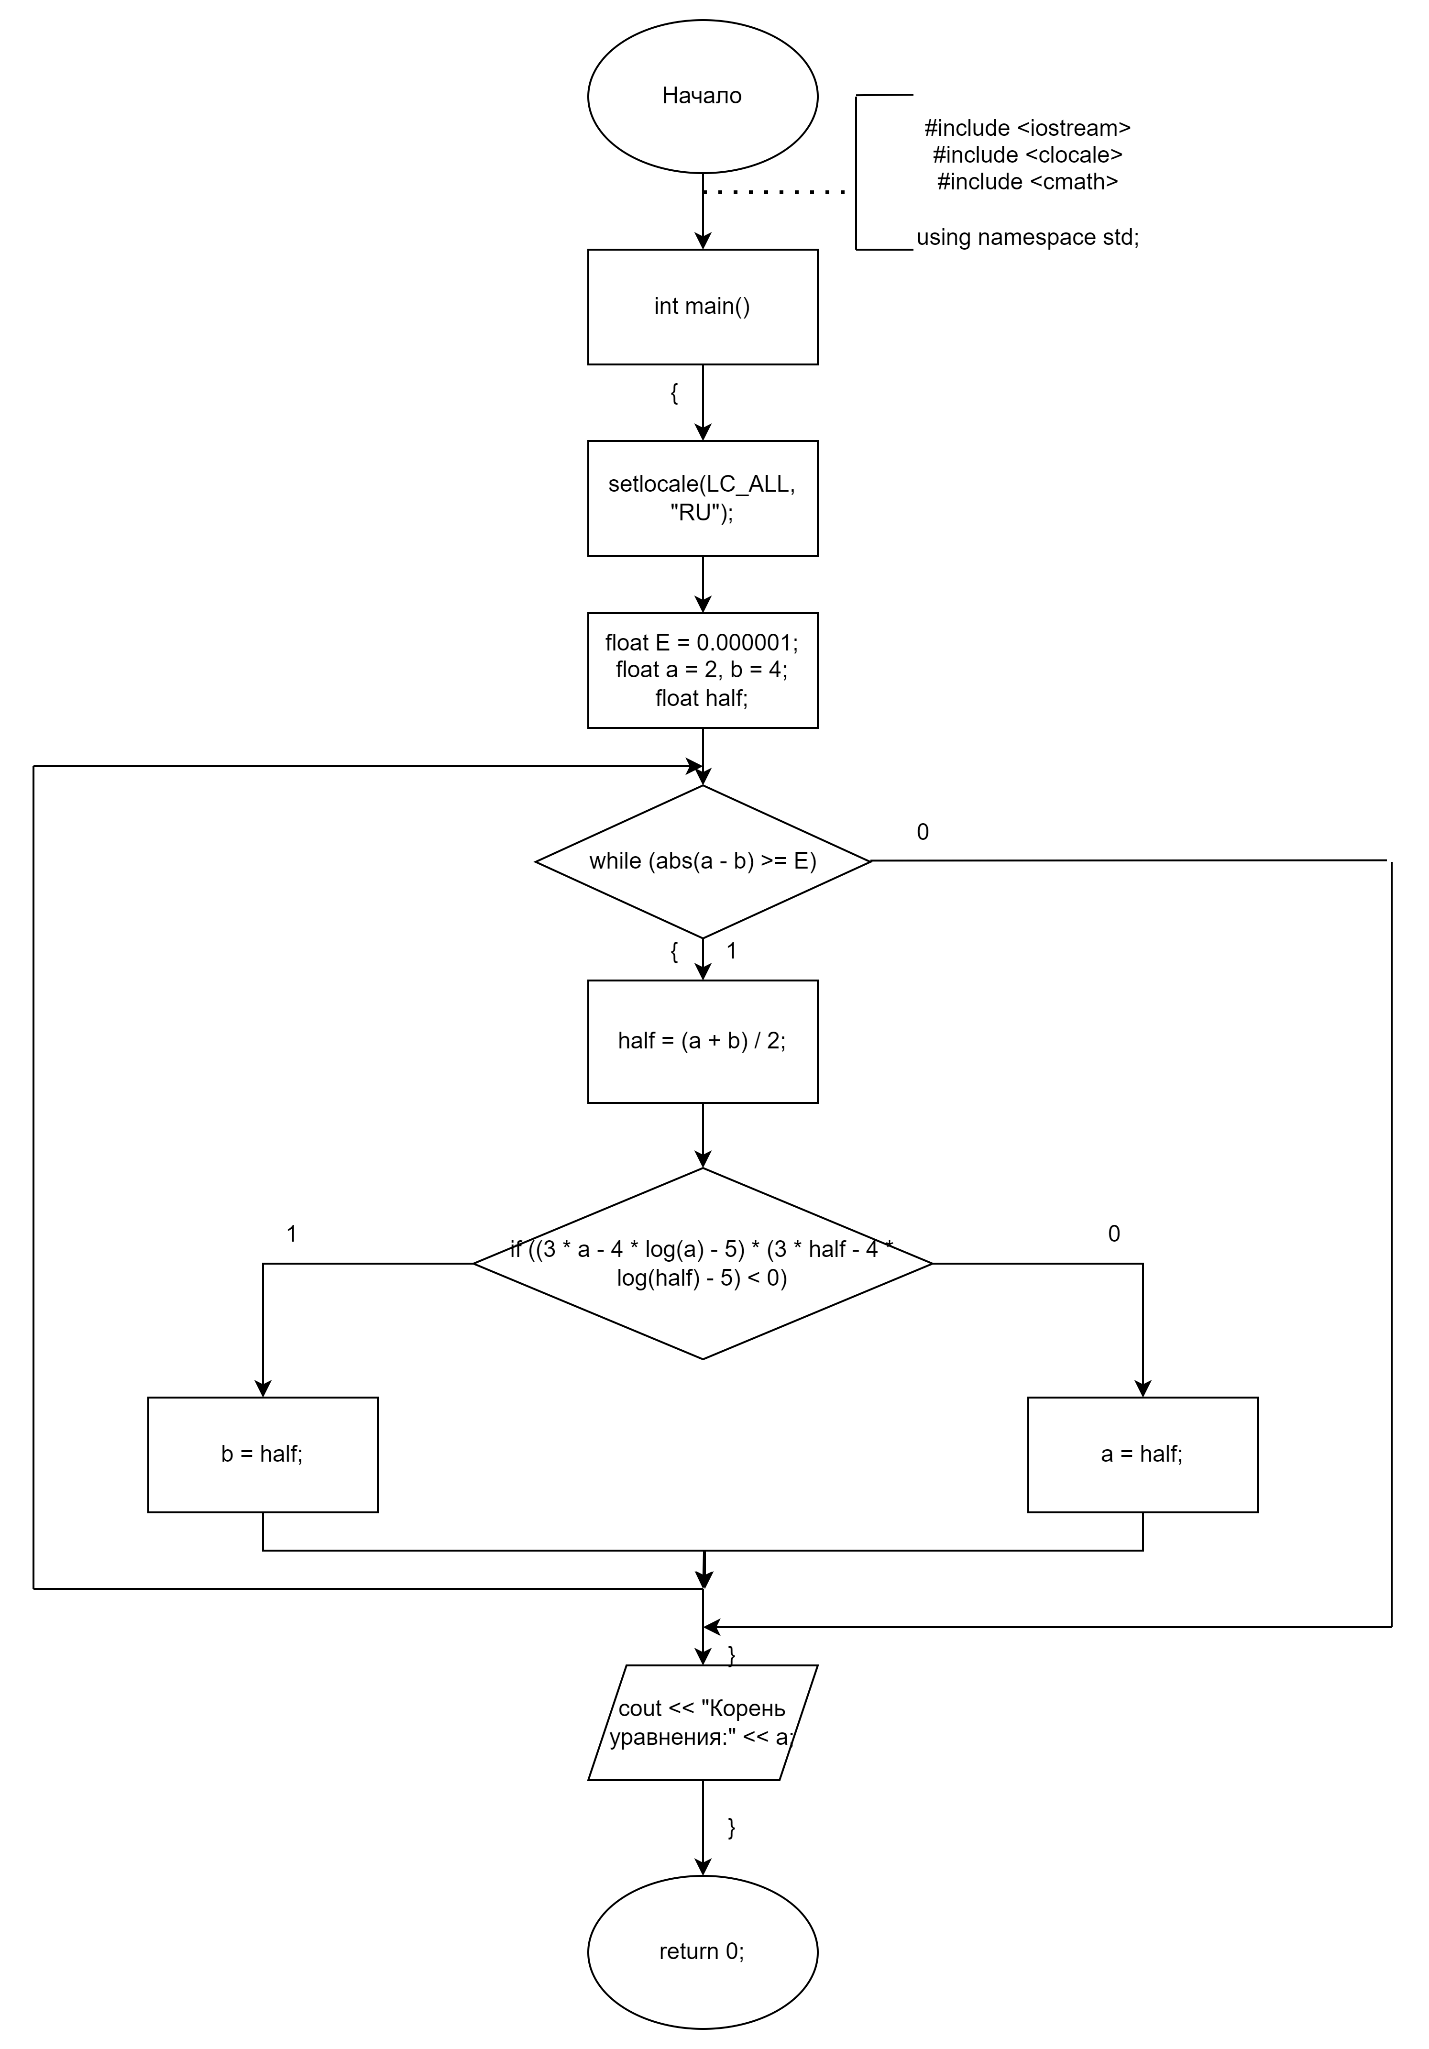 Начало
#include <iostream>
#include <clocale>
#include <cmath>
using namespace std;
int main()
{
setlocale(LC_ALL,
"RU");
float E = 0.000001;
float a = 2, b = 4;
float half;
0
while (abs(a - b) >= E)
{
1
half = (a + b) / 2;
1
0
if ((3 * a - 4 * log(a) - 5) * (3 * half - 4 *
log(half) - 5) < 0)
b = half;
a = half;
}
cout << "Корень
уравнения:" << a;
}
return 0;